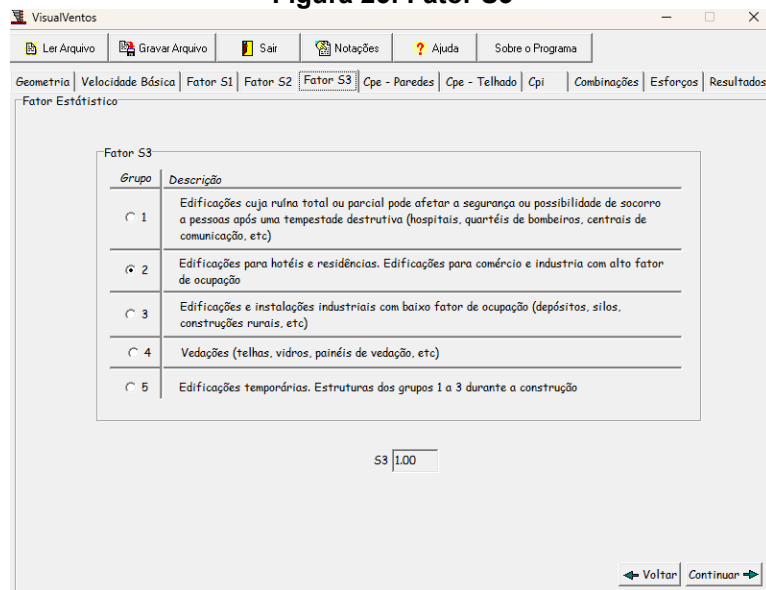 Figura 26: Fator S3
VisualVentos
Ler Arquivo Gravar Arquivo Sair Notações ? Ajuda Sobre o Programa
Geometria Velocidade Básica Fator S1 Fator S2 Fator S3 Cpe - Paredes Cpe - Telhado Cpi Combinações Esforços Resultados
Fator Estátistico
Fator S3
Grupo Descrição
1 Edificações cuja ruína total ou parcial pode afetar a segurança ou possibilidade de socorro
a pessoas após uma tempestade destrutiva (hospitais, quartéis de bombeiros, centrais de
comunicação, etc)
2 Edificações para hotéis e residências. Edificações para comércio e industria com alto fator
de ocupação
3 Edificações e instalações industriais com baixo fator de ocupação (depósitos, silos,
construções rurais, etc)
4 Vedações (telhas, vidros, painéis de vedação, etc)
5 Edificações temporárias. Estruturas dos grupos 1 a 3 durante a construção
S3 1.00
Voltar Continuar